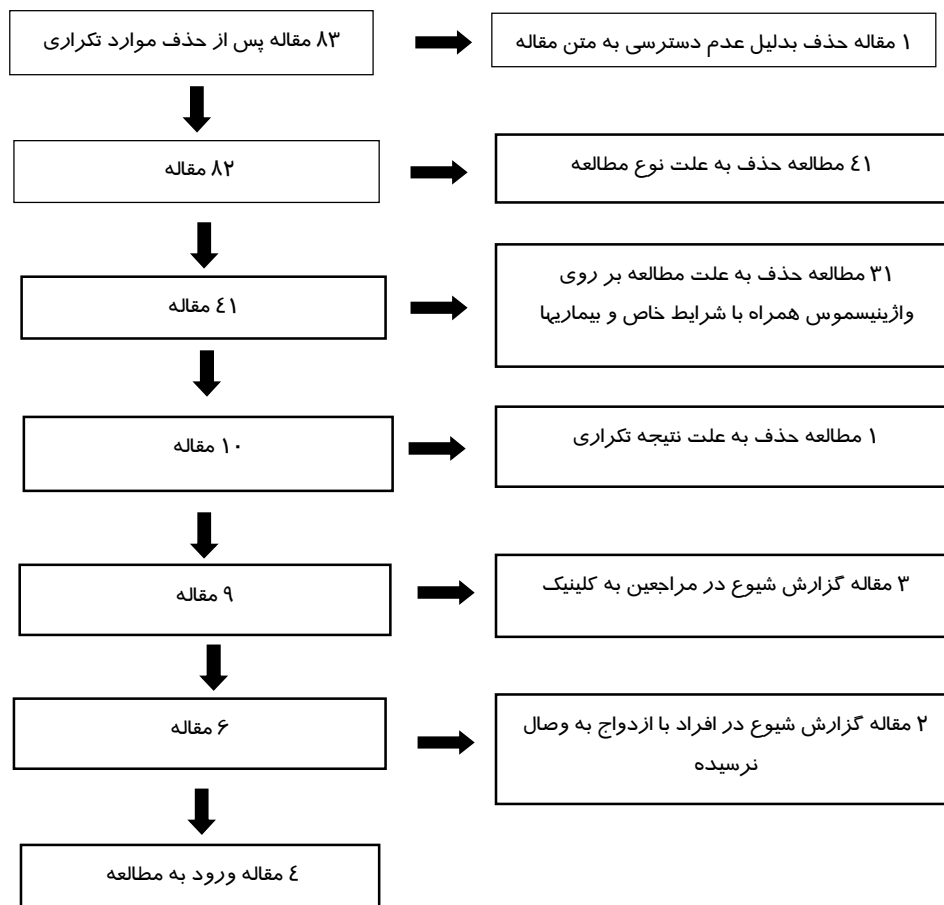 ۸۳ مقاله پس از حذف موارد تکراری
۱ مقاله حذف بدلیل عدم دسترسی به متن مقاله
۸۲ مقاله
٤۱ مطالعه حذف به علت نوع مطالعه
٤۱ مقاله
۳۱ مطالعه حذف به علت مطالعه بر روی
واژینیسموس همراه با شرایط خاص و بیماریها
۱۰ مقاله
۱ مطالعه حذف به علت نتیجه تکراری
۹ مقاله
۳ مقاله گزارش شیوع در مراجعین به کلینیک
۶ مقاله
۲ مقاله گزارش شیوع در افراد با ازدواج به وصال
نرسیده
٤ مقاله ورود به مطالعه